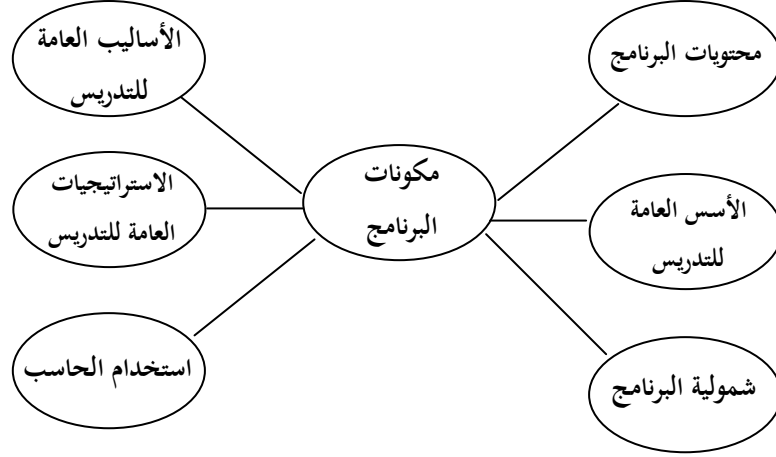 محتويات البرنامج
الأسس العامة
للتدريس
شمولية البرنامج
مكونات
البرنامج
الأساليب العامة
للتدريس
الاستراتيجيات
العامة للتدريس
استخدام الحاسب